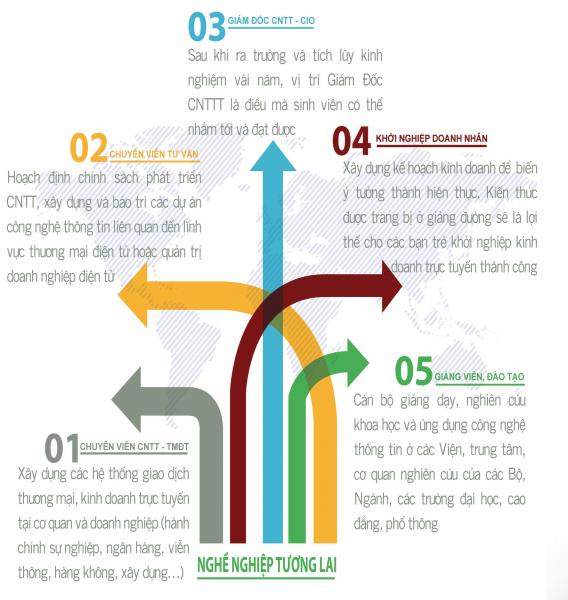 03 GIÁM ĐỐC CNTT - CIO
Sau khi ra trường và tích lũy kinh
nghiệm vài năm, vị trí Giám Đốc
CNTTT là điều mà sinh viên có thể
nhắm tới và đạt được
02 CHUYÊN VIÊN TƯ VẤN
Hoạch định chính sách phát triển
CNTT, xây dựng và bảo trì các dự án
công nghệ thông tin liên quan đến lĩnh
vực thương mại điện tử hoặc quản trị
doanh nghiệp điện tử
04 KHỞI NGHIỆP DOANH NHÂN
Xây dựng kế hoạch kinh doanh để biến
ý tưởng thành hiện thực. Kiến thức
được trang bị ở giảng đường sẽ là lợi
thế cho các bạn trẻ khởi nghiệp kinh
doanh trực tuyến thành công
05 GIẢNG VIÊN, ĐÀO TẠO
Cán bộ giảng dạy, nghiên cứu
khoa học và ứng dụng công nghệ
thông tin ở các Viện, trung tâm,
cơ quan nghiên cứu của các Bộ,
Ngành, các trường đại học, cao
đẳng, phổ thông
01 CHUYÊN VIÊN CNTT - TMĐT
Xây dựng các hệ thống giao dịch
thương mại, kinh doanh trực tuyến
tại cơ quan và doanh nghiệp (hành
chính sự nghiệp, ngân hàng, viễn
thông, hàng không, xây dựng...)
NGHỀ NGHIỆP TƯƠNG LAI